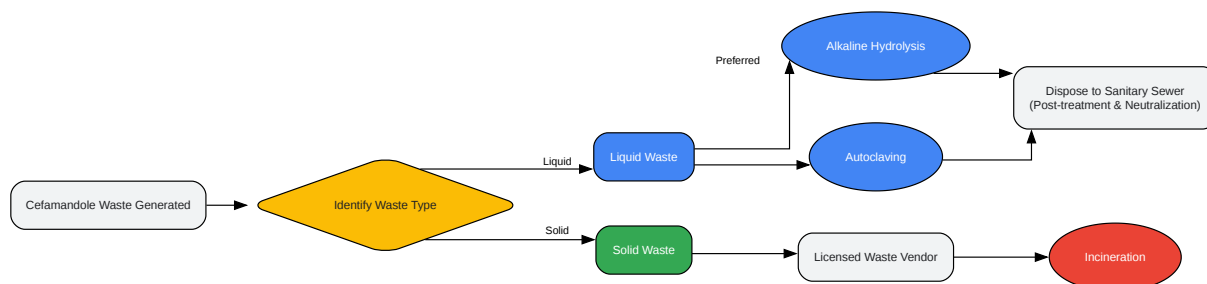 Cefamandole Waste Generated
Identify Waste Type
Liquid
Solid
Liquid Waste
Solid Waste
Preferred
Alkaline Hydrolysis
Autoclaving
Licensed Waste Vendor
Dispose to Sanitary Sewer
(Post-treatment & Neutralization)
Incineration